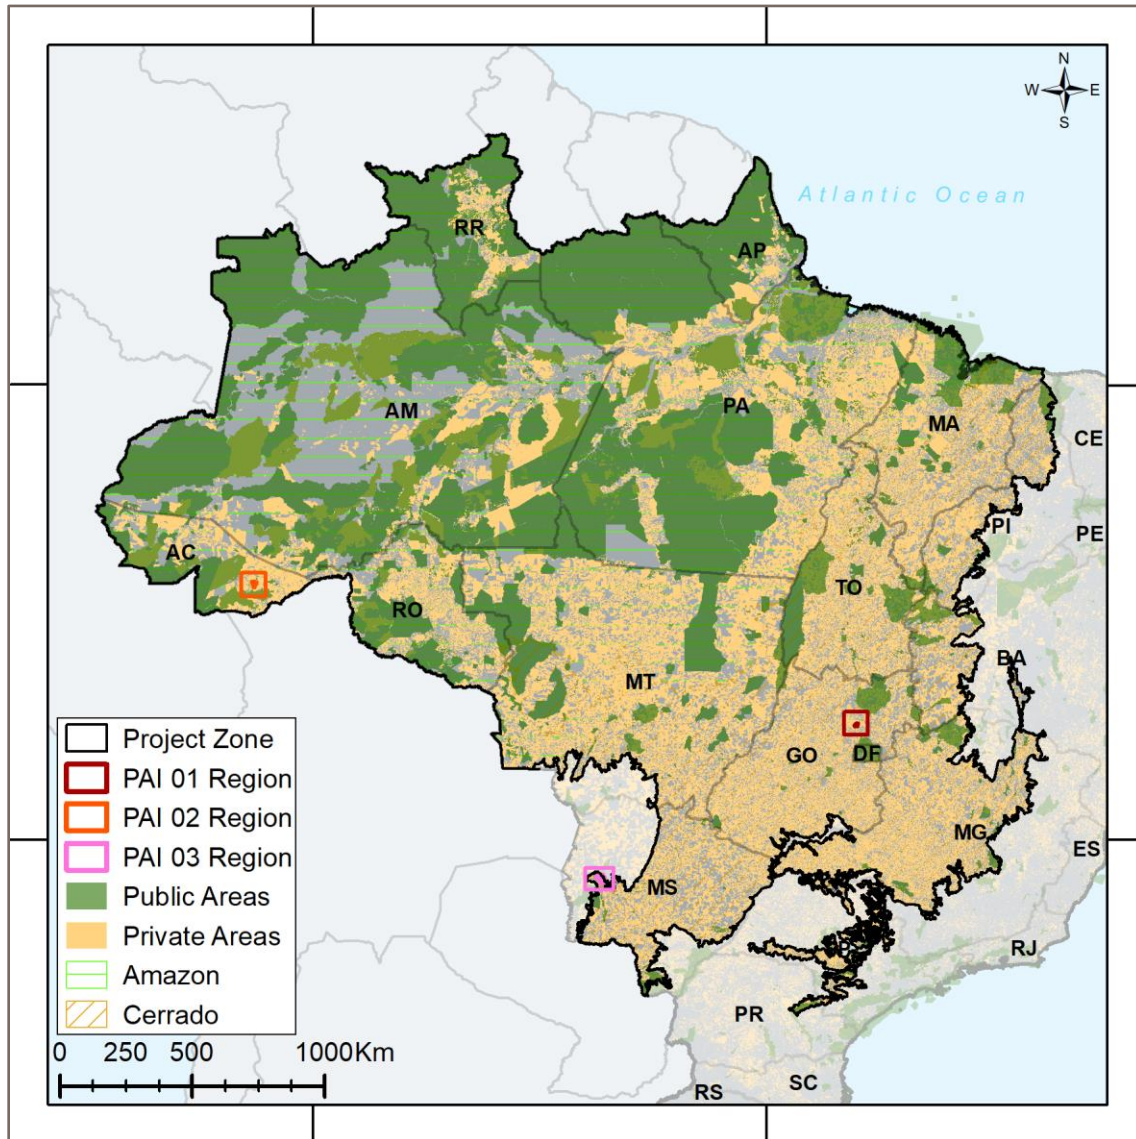 N
W E
S
Atlantic Ocean
RR
AP
AM
PA
MA
CE
PI
PE
AC
TO
RO
BA
MT
GO
DF
MG
ES
MS
RJ
PR
SC
RS
Project Zone
PAI 01 Region
PAI 02 Region
PAI 03 Region
Public Areas
Private Areas
Amazon
Cerrado
0 250 500 1000Km